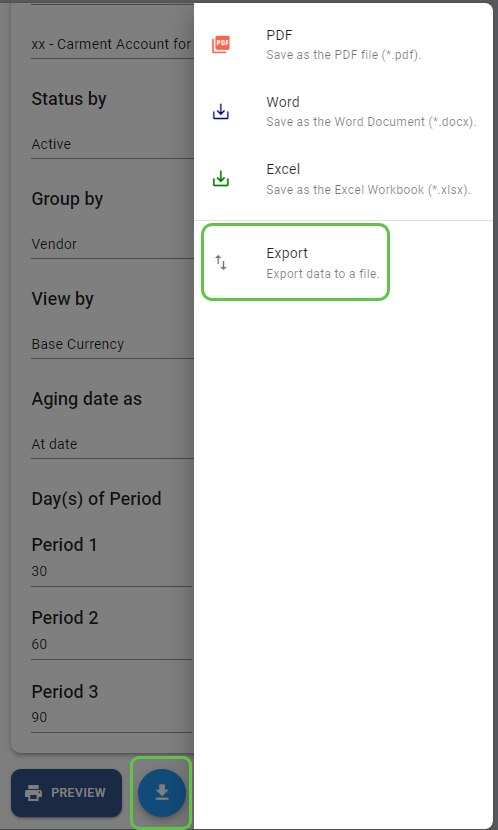 xx - Carment Account for
Status by
Active
Group by
Vendor
View by
Base Currency
Aging date as
At date
Day(s) of Period
Period 1
30
Period 2
60
Period 3
90
PREVIEW
PDF
PDF
Save as the PDF file (*.pdf).
Word
Save as the Word Document (*.docx).
Excel
Save as the Excel Workbook (*.xlsx).
Export
Export data to a file.